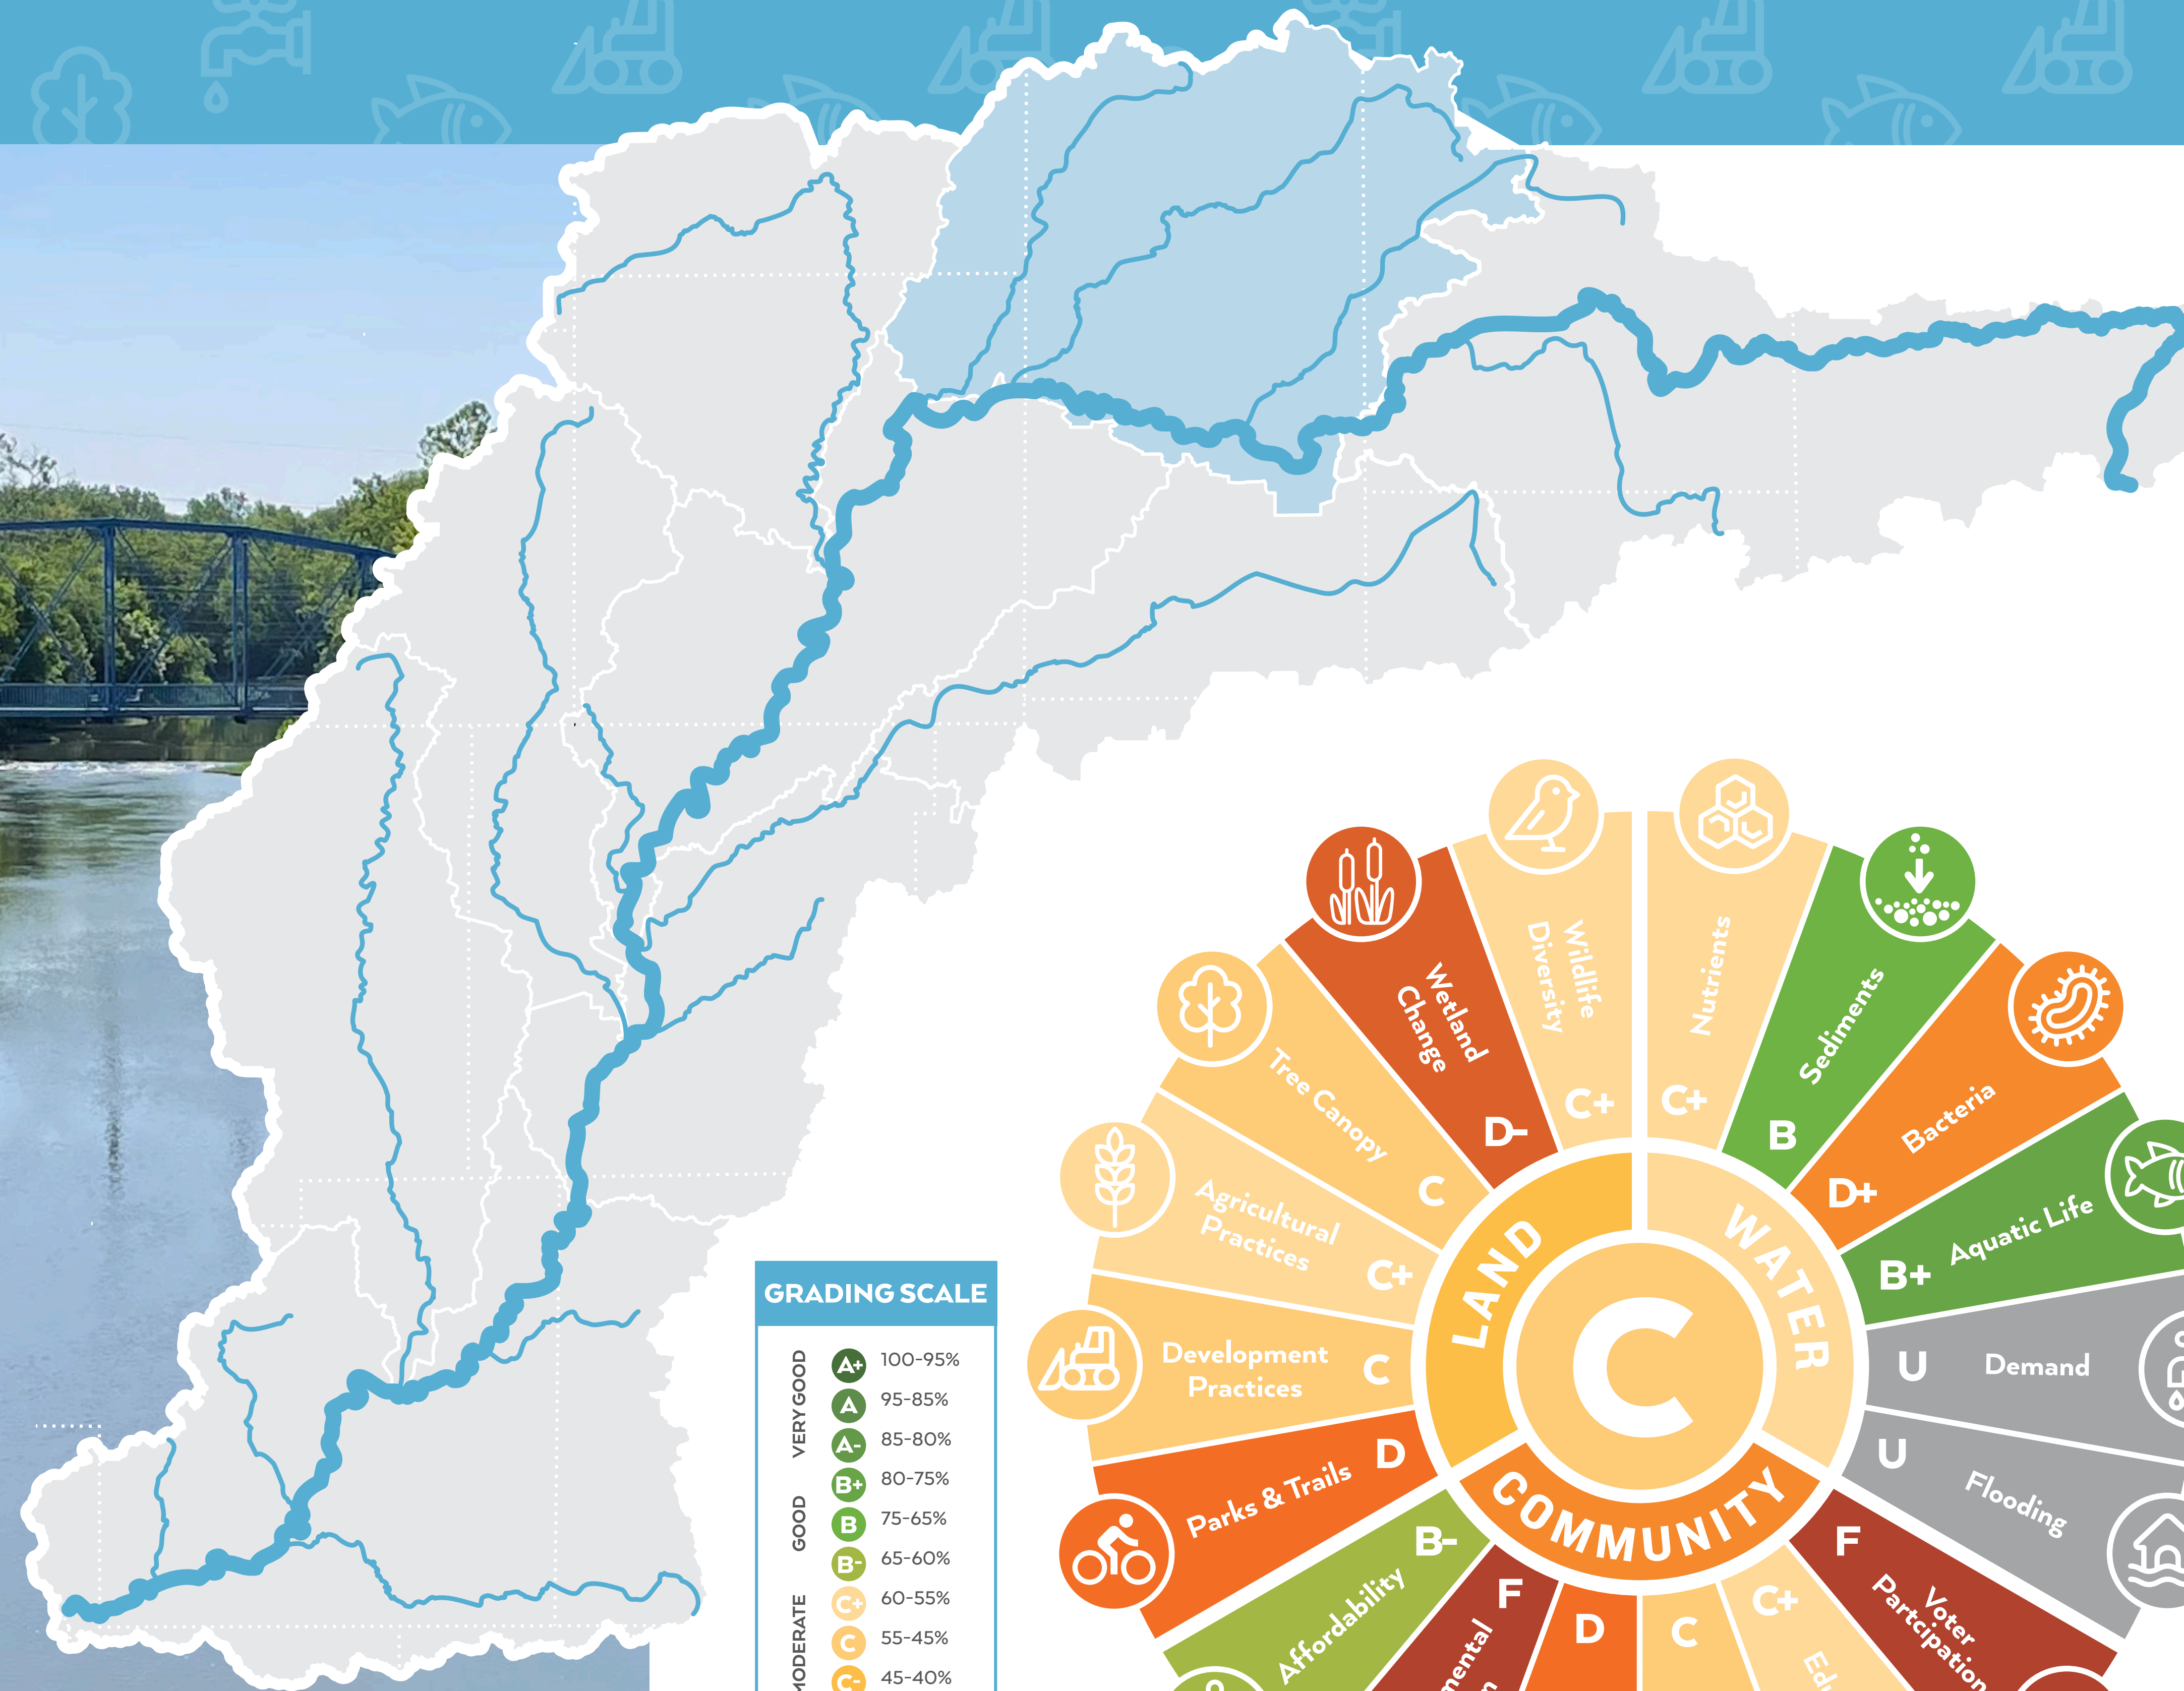 GRADING SCALE
VERY GOOD
A+ 100-95%
A 95-85%
A- 85-80%
GOOD
B+ 80-75%
B 75-65%
B- 65-60%
MODERATE
C+ 60-55%
C 55-45%
C- 45-40%
C
LAND
WATER
COMMUNITY
Wildlife
Diversity
C+
Nutrients
C+
Sediments
B
Bacteria
D+
Aquatic Life
B+
Demand
U
Flooding
U
Voter
Partcipation
F
C+
C
D
F
Affordability
B-
Parks & Trails
D
Development
Practices
C
Agricultural
Practices
C+
Tree Canopy
C
Wetland
Change
D-